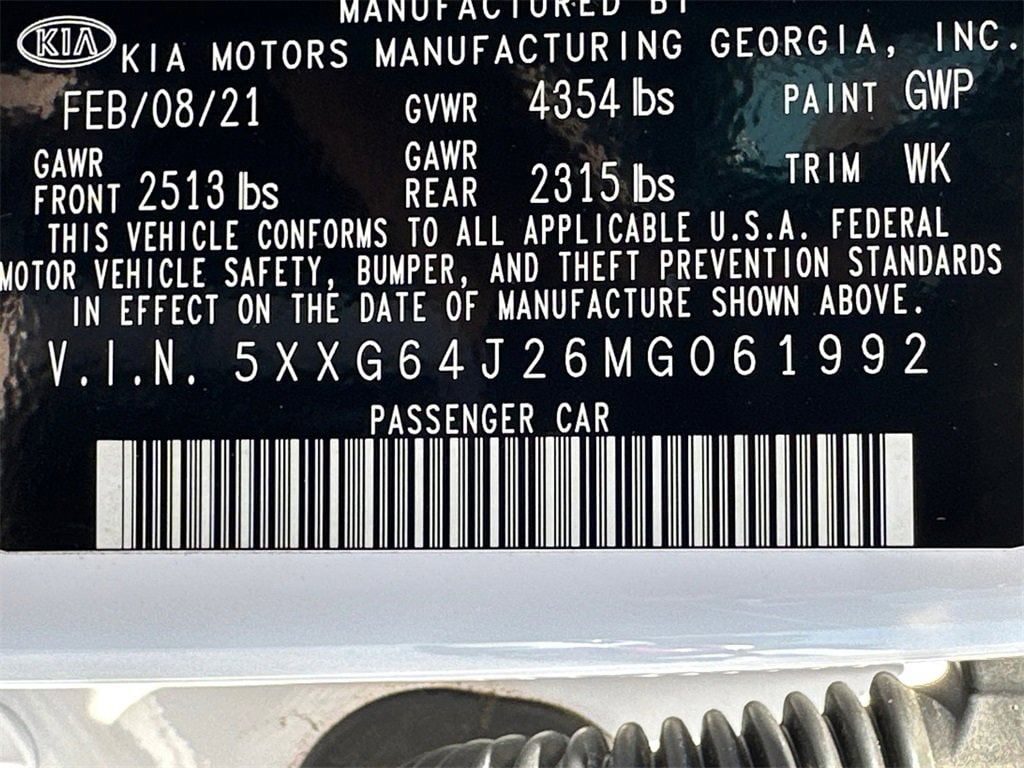 MANUFACTURED BY
KIA KIA MOTORS MANUFACTURING GEORGIA, INC.
FEB/08/21 GVWR 4354 lbs PAINT GWP
GAWR FRONT 2513 lbs GAWR REAR 2315 lbs TRIM WK
THIS VEHICLE CONFORMS TO ALL APPLICABLE U.S.A. FEDERAL
MOTOR VEHICLE SAFETY, BUMPER, AND THEFT PREVENTION STANDARDS
IN EFFECT ON THE DATE OF MANUFACTURE SHOWN ABOVE.
V.I.N. 5XXG64J26MG061992
PASSENGER CAR